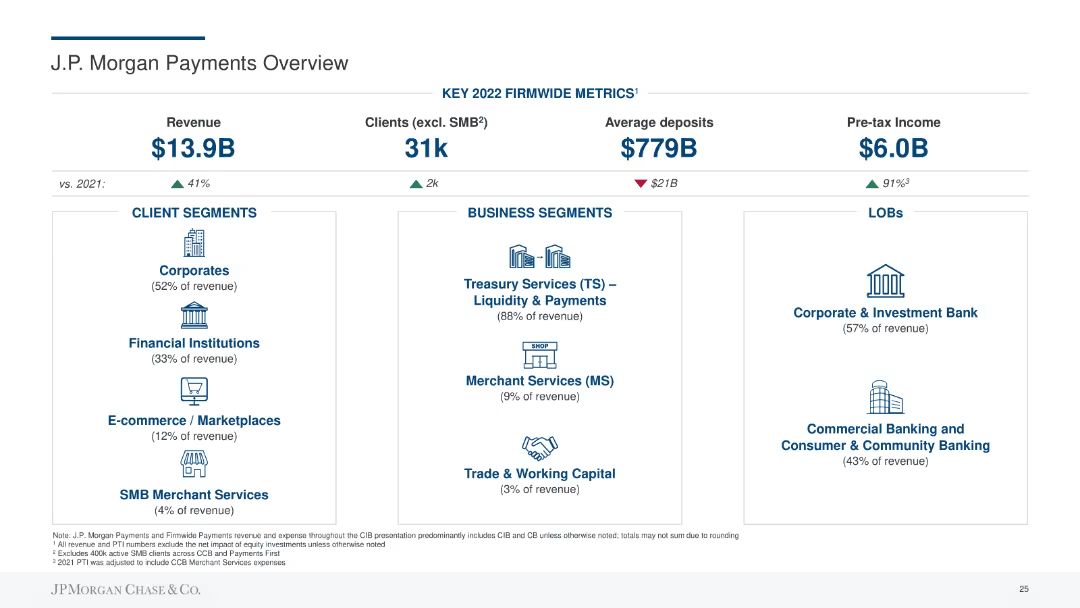 J.P. Morgan Payments Overview
KEY 2022 FIRMWIDE METRICS¹
Revenue
$13.9B
Clients (excl. SMB²)
31k
Average deposits
$779B
Pre-tax Income
$6.0B
vs. 2021:
41%
2k
$21B
91%³
CLIENT SEGMENTS
Corporates
(52% of revenue)
Financial Institutions
(33% of revenue)
E-commerce / Marketplaces
(12% of revenue)
SMB Merchant Services
(4% of revenue)
BUSINESS SEGMENTS
Treasury Services (TS) –
Liquidity & Payments
(88% of revenue)
SHOP
Merchant Services (MS)
(9% of revenue)
Trade & Working Capital
(3% of revenue)
LOBs
Corporate & Investment Bank
(57% of revenue)
Commercial Banking and
Consumer & Community Banking
(43% of revenue)
Note: J.P. Morgan Payments and Firmwide Payments revenue and expense throughout the CIB presentation predominantly includes CIB and CB unless otherwise noted; totals may not sum due to rounding
¹ All revenue and PTI numbers exclude the net impact of equity investments unless otherwise noted
² Excludes 400k active SMB clients across CCB and Payments First
³ 2021 PTI was adjusted to include CCB Merchant Services expenses
JPMORGAN CHASE & CO.
25